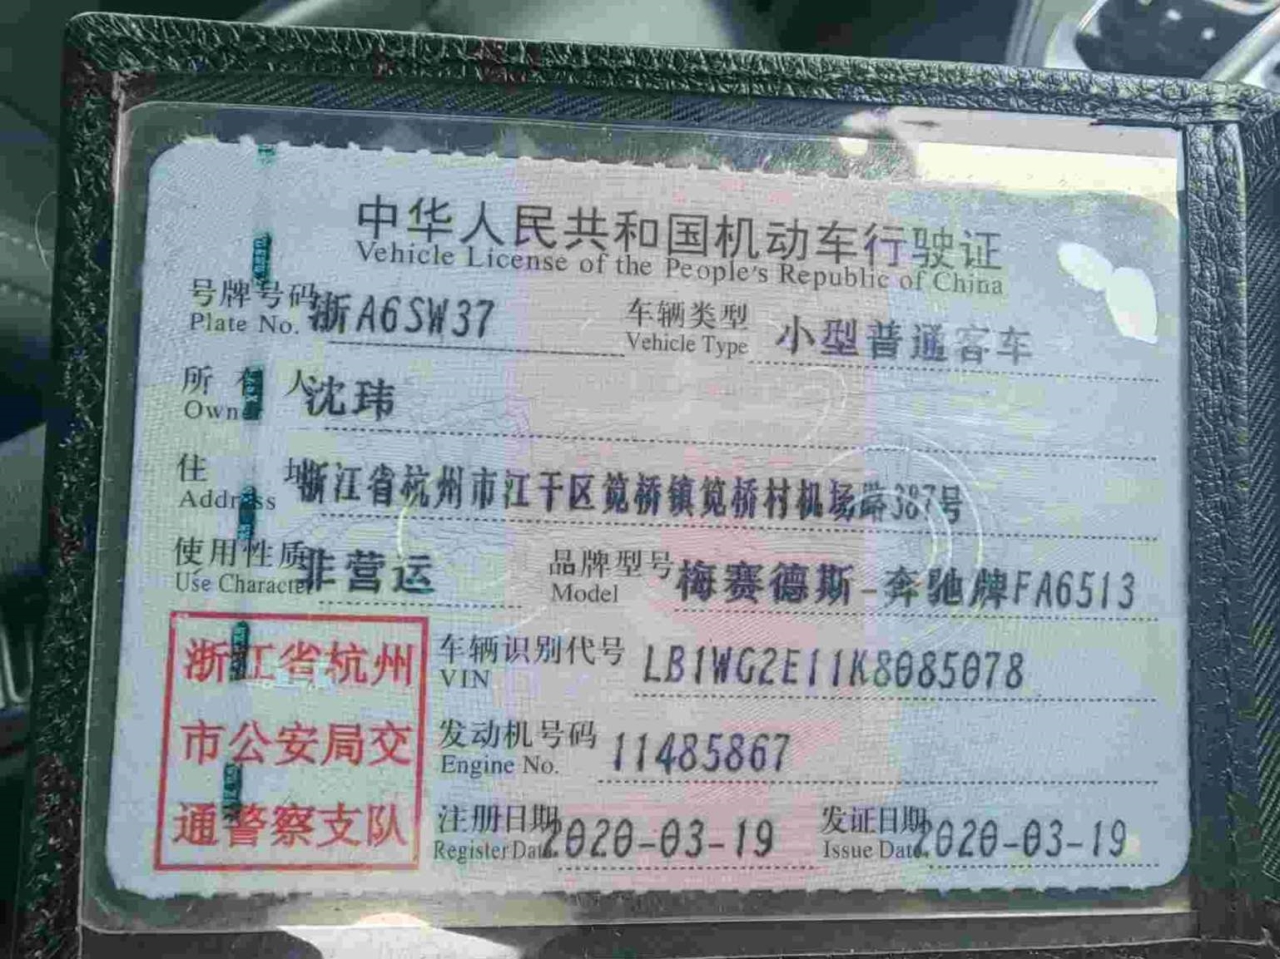 中华人民共和国机动车行驶证
Vehicle License of the People's Republic of China
号牌号码 浙A6SW37 车辆类型 小型普通客车
Plate No. Vehicle Type
所有人 沈玮
Owner
住址 浙江省杭州市江干区笕桥镇笕桥村机场路387号
Address
使用性质 非营运 品牌型号 梅赛德斯-奔驰牌FA6513
Use Character Model
浙江省杭州
市公安局交
通警察支队
车辆识别代号 LB1WG2E11K8085078
VIN
发动机号码 11485867
Engine No.
注册日期 2020-03-19 发证日期 2020-03-19
Register Date Issue Date